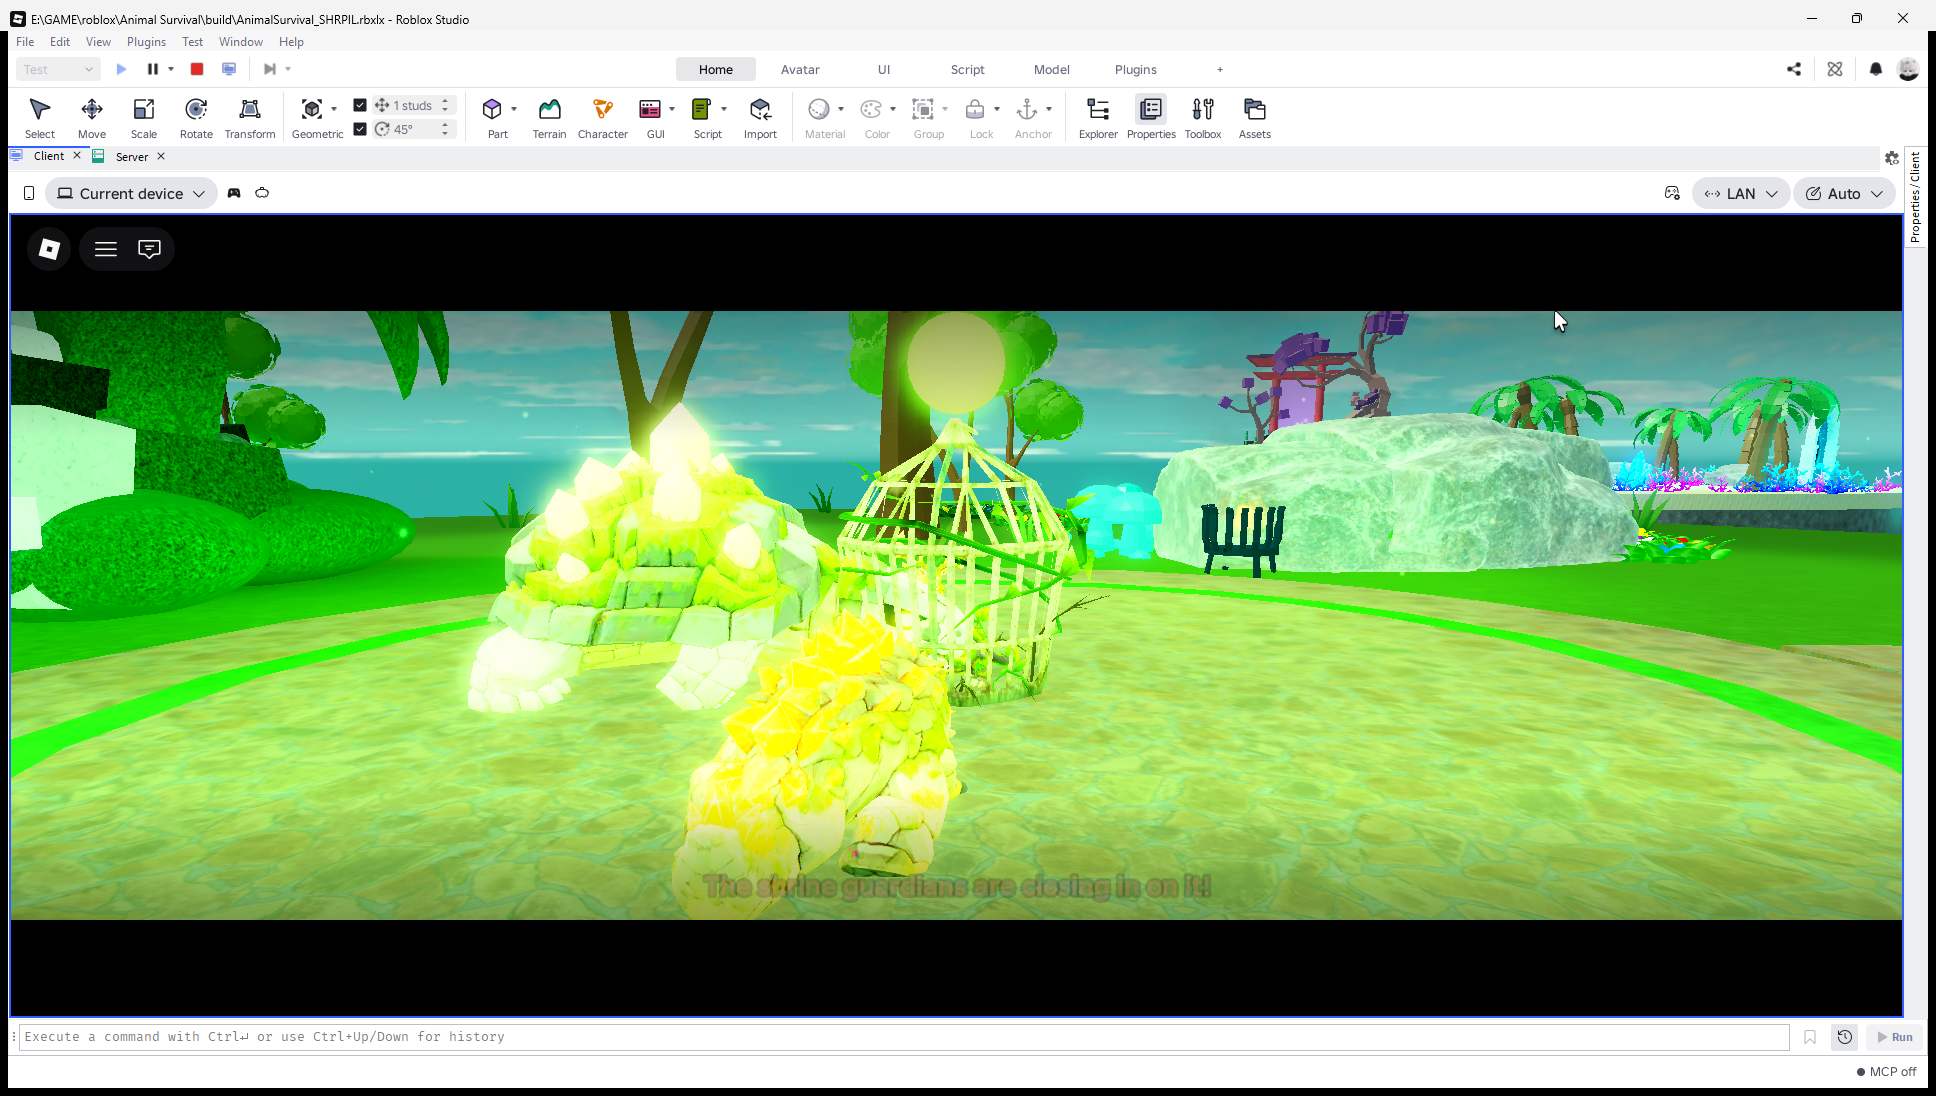 E:\GAME\roblox\Animal Survival\build\AnimalSurvival_SHRPIL.rbxlx - Roblox Studio
File Edit View Plugins Test Window Help
Test
Home Avatar UI Script Model Plugins +
1 studs
45°
Select Move Scale Rotate Transform Geometric Part Terrain Character GUI Script Import Material Color Group Lock Anchor Explorer Properties Toolbox Assets
Client Server
Properties / Client
Current device LAN Auto
The shrine guardians are closing in on it!
Execute a command with Ctrl↵ or use Ctrl+Up/Down for history
Run
MCP off